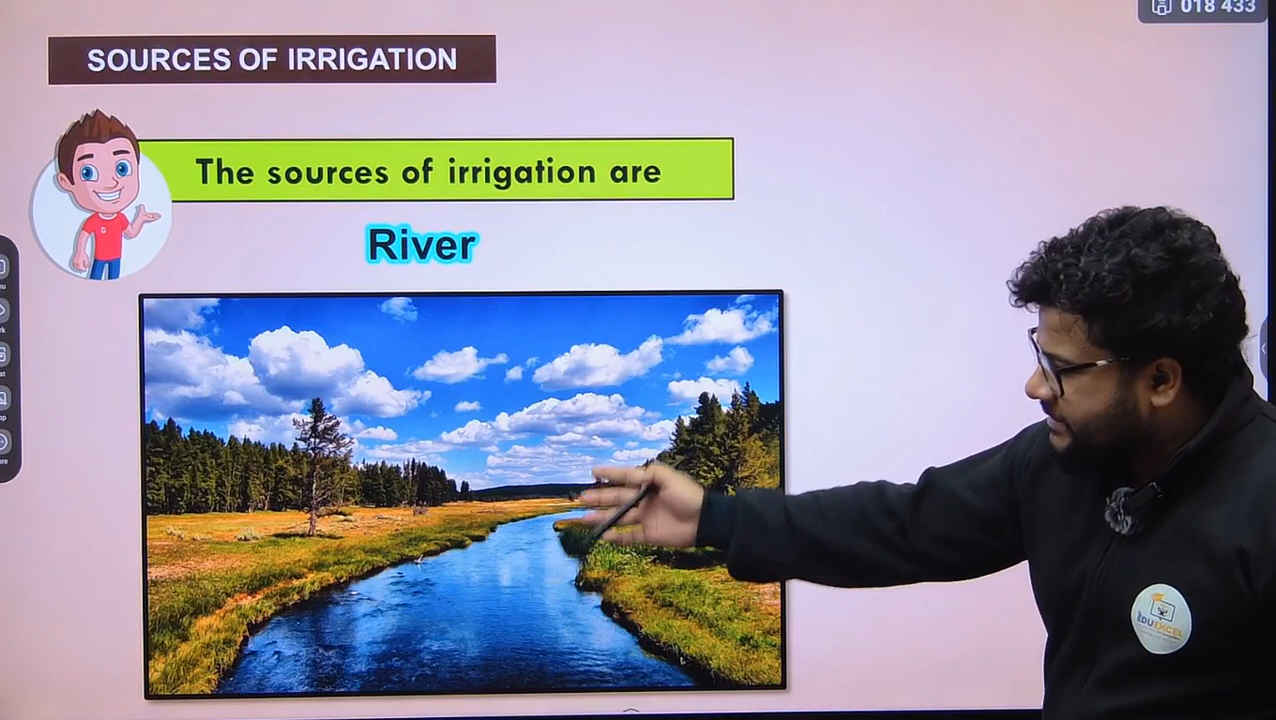 018 433
SOURCES OF IRRIGATION
The sources of irrigation are
River
EDUEXCEL